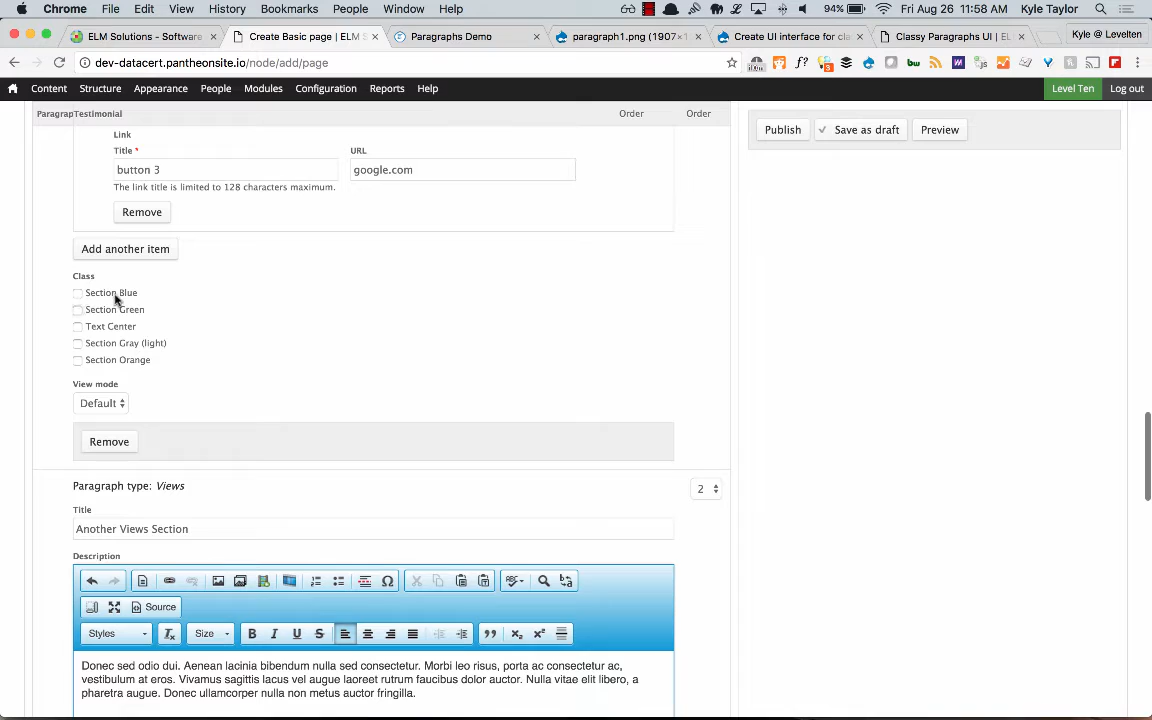 Chrome File Edit View History Bookmarks People Window Help 94% Fri Aug 26 11:58 AM Kyle Taylor
ELM Solutions - Software × Create Basic page | ELM S × Paragraphs Demo × paragraph1.png (1907×1 × Create UI interface for cla × Classy Paragraphs UI | EL × Kyle @ Levelten
dev-datacert.pantheonsite.io/node/add/page
Content Structure Appearance People Modules Configuration Reports Help Level Ten Log out
ParagrapTestimonial Order Order
Publish Save as draft Preview
Link
Title * URL
button 3 google.com
The link title is limited to 128 characters maximum.
Remove
Add another item
Class
Section Blue
Section Green
Text Center
Section Gray (light)
Section Orange
View mode
Default
Remove
Paragraph type: Views
2
Title
Another Views Section
Description
Source
Styles Size B I U S
Donec sed odio dui. Aenean lacinia bibendum nulla sed consectetur. Morbi leo risus, porta ac consectetur ac,
vestibulum at eros. Vivamus sagittis lacus vel augue laoreet rutrum faucibus dolor auctor. Nulla vitae elit libero, a
pharetra augue. Donec ullamcorper nulla non metus auctor fringilla.